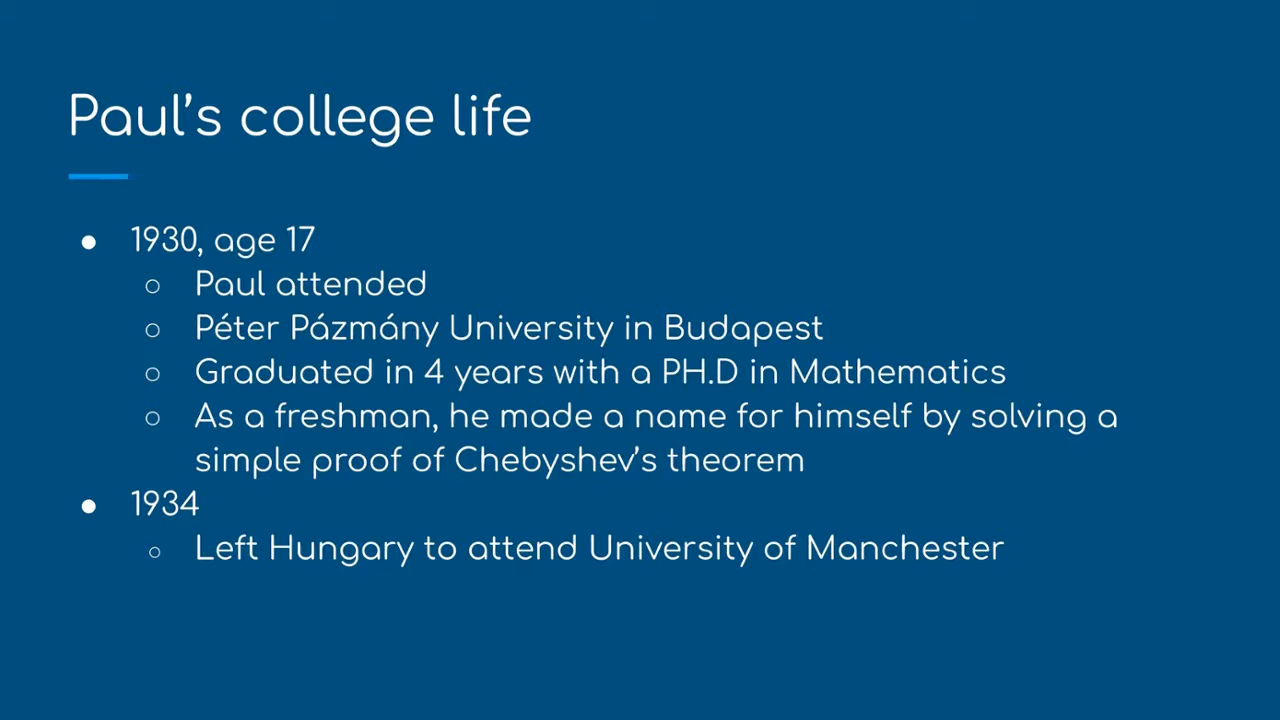 Paul’s college life
● 1930, age 17
○ Paul attended
○ Péter Pázmány University in Budapest
○ Graduated in 4 years with a PH.D in Mathematics
○ As a freshman, he made a name for himself by solving a
simple proof of Chebyshev’s theorem
● 1934
○ Left Hungary to attend University of Manchester